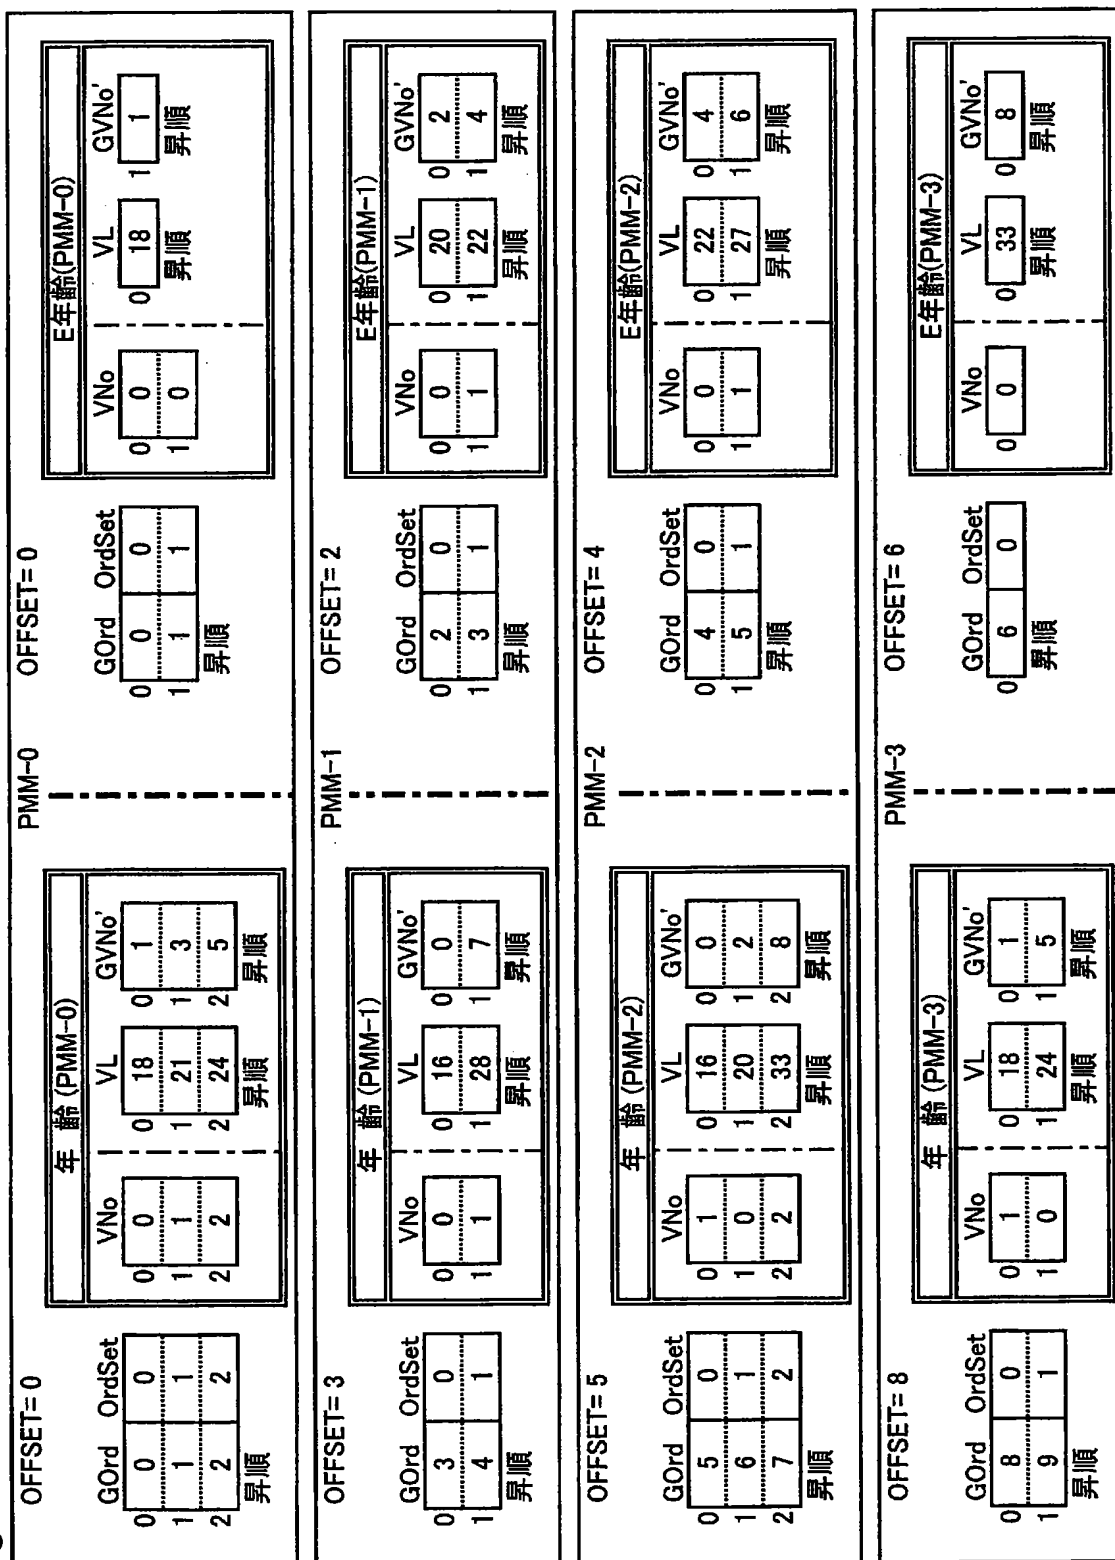 OFFSET= 0 PMM-0 OFFSET= 0
年 齢 (PMM-0) E年齢(PMM-0)
GOrd OrdSet VNo VL GVNo' GOrd OrdSet VNo VL GVNo'
0 0 0 0 0 0 18 0 1 0 0 0 0 0 0 18 1 1
1 1 1 1 1 1 21 1 3 1 1 1 1 0 昇順 昇順
2 2 2 2 2 2 24 2 5 昇順
昇順 昇順 昇順
OFFSET= 3 PMM-1 OFFSET= 2
年 齢 (PMM-1) E年齢(PMM-1)
GOrd OrdSet VNo VL GVNo' GOrd OrdSet VNo VL GVNo'
0 3 0 0 0 0 16 0 0 0 2 0 0 0 0 20 0 2
1 4 1 1 1 1 28 1 7 1 3 1 1 1 1 22 1 4
昇順 昇順 昇順 昇順 昇順 昇順
OFFSET= 5 PMM-2 OFFSET= 4
年 齢 (PMM-2) E年齢(PMM-2)
GOrd OrdSet VNo VL GVNo' GOrd OrdSet VNo VL GVNo'
0 5 0 0 1 0 16 0 0 0 4 0 0 0 0 22 0 4
1 6 1 1 0 1 20 1 2 1 5 1 1 1 1 27 1 6
2 7 2 2 2 2 33 2 8 昇順 昇順 昇順
昇順 昇順 昇順
OFFSET= 8 PMM-3 OFFSET= 6
年 齢 (PMM-3) E年齢(PMM-3)
GOrd OrdSet VNo VL GVNo' GOrd OrdSet VNo VL GVNo'
0 8 0 0 1 0 18 0 1 0 6 0 0 0 0 33 0 8
1 9 1 1 0 1 24 1 5 昇順 昇順 昇順
昇順 昇順 昇順